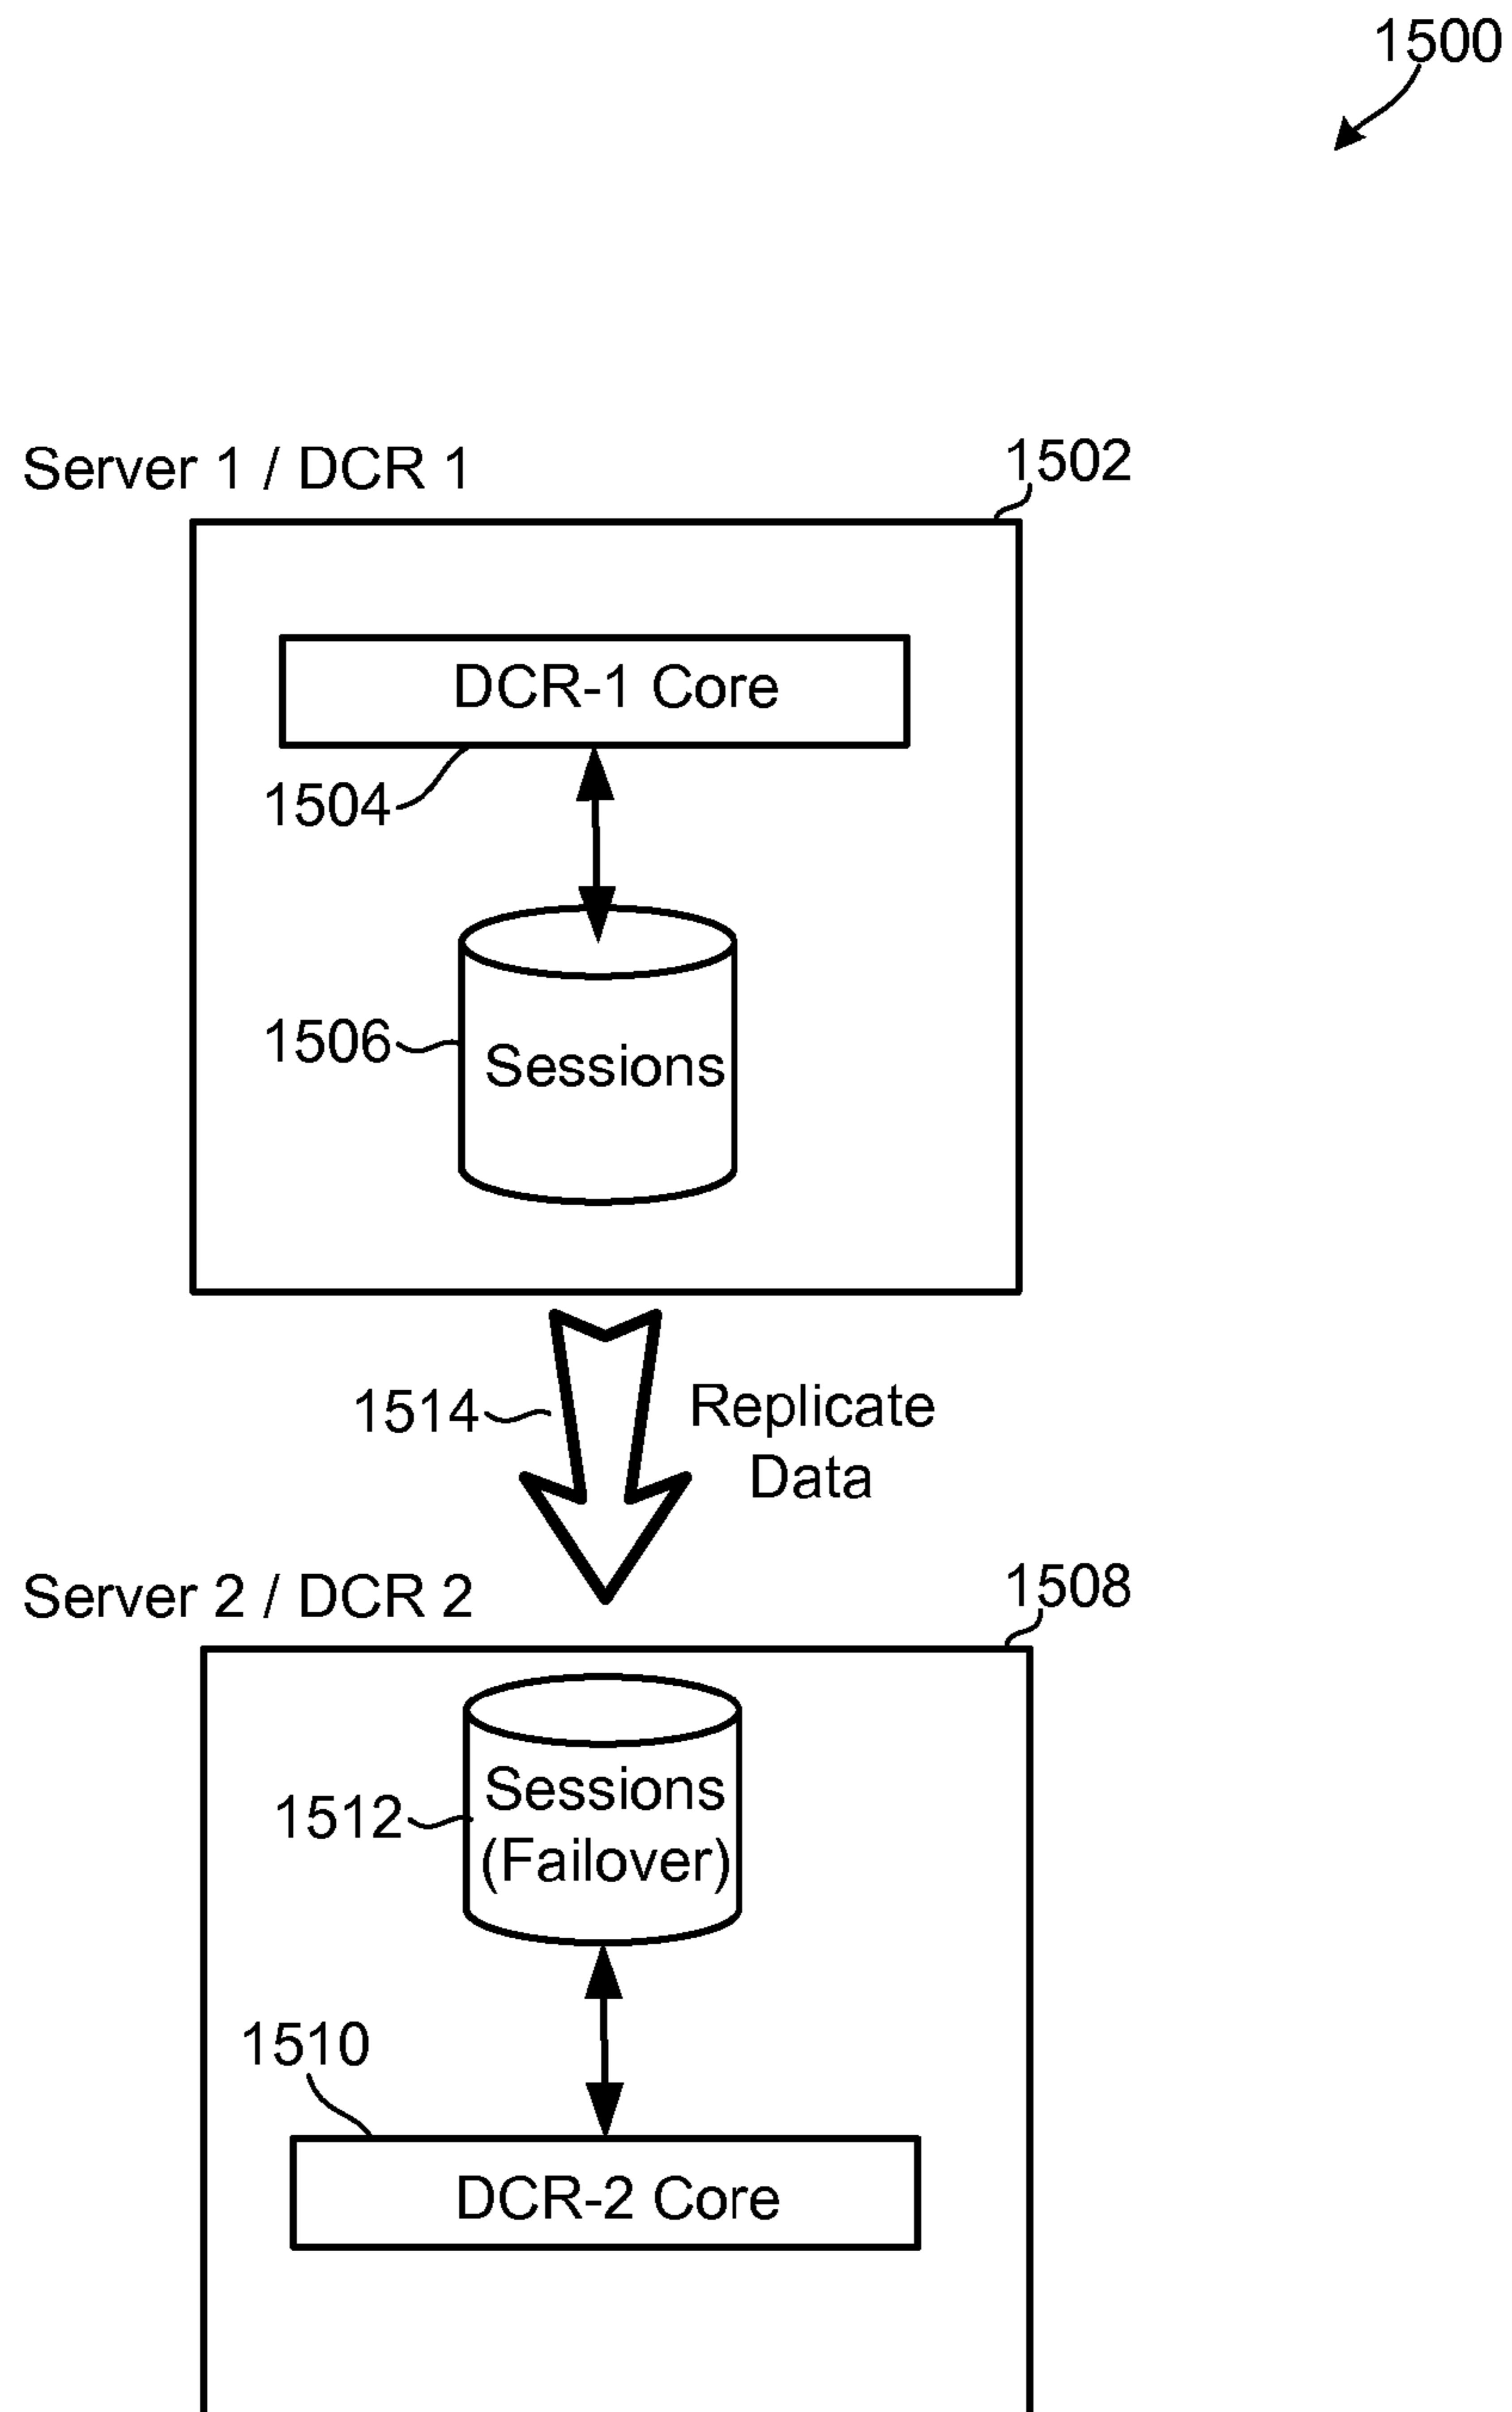 1500
Server 1 / DCR 1
1502
DCR-1 Core
1504
1506
Sessions
1514
Replicate
Data
Server 2 / DCR 2
1508
Sessions
(Failover)
1512
1510
DCR-2 Core